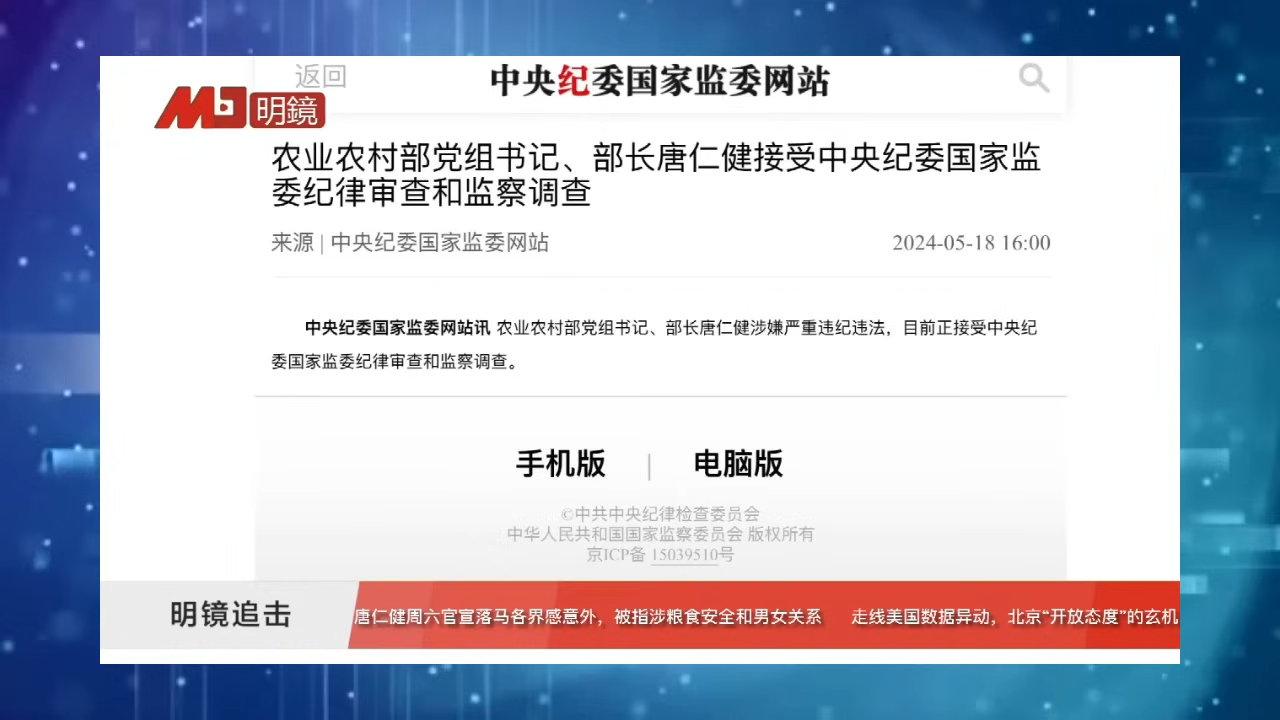 返回
中央纪委国家监委网站
明鏡
农业农村部党组书记、部长唐仁健接受中央纪委国家监
委纪律审查和监察调查
来源 | 中央纪委国家监委网站
2024-05-18 16:00
中央纪委国家监委网站讯 农业农村部党组书记、部长唐仁健涉嫌严重违纪违法，目前正接受中央纪
委国家监委纪律审查和监察调查。
手机版 | 电脑版
©中共中央纪律检查委员会
中华人民共和国国家监察委员会 版权所有
京ICP备 15039510号
明镜追击
唐仁健周六官宣落马各界感意外，被指涉粮食安全和男女关系 走线美国数据异动，北京“开放态度”的玄机